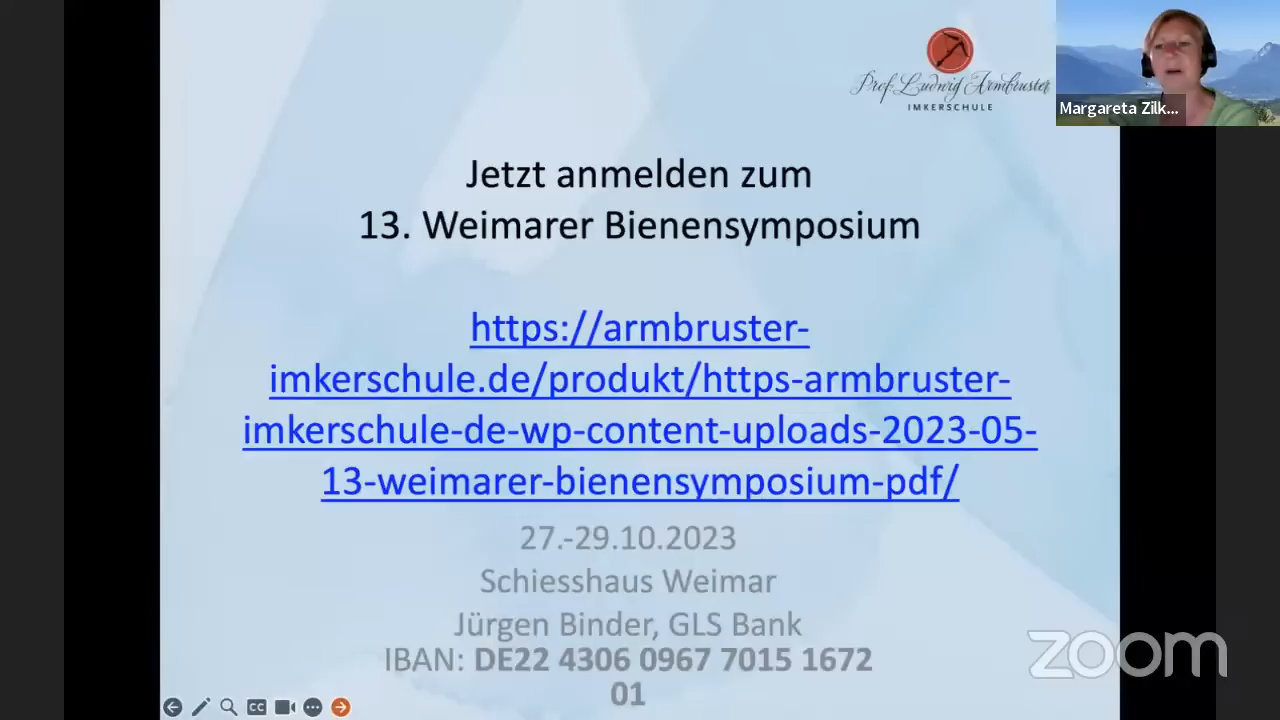 Prof. Ludwig Armbruster
IMKERSCHULE
Margareta Zilk...
Jetzt anmelden zum
13. Weimarer Bienensymposium
https://armbruster-
imkerschule.de/produkt/https-armbruster-
imkerschule-de-wp-content-uploads-2023-05-
13-weimarer-bienensymposium-pdf/
27.-29.10.2023
Schiesshaus Weimar
Jürgen Binder, GLS Bank
IBAN: DE22 4306 0967 7015 1672
01
zoom
CC